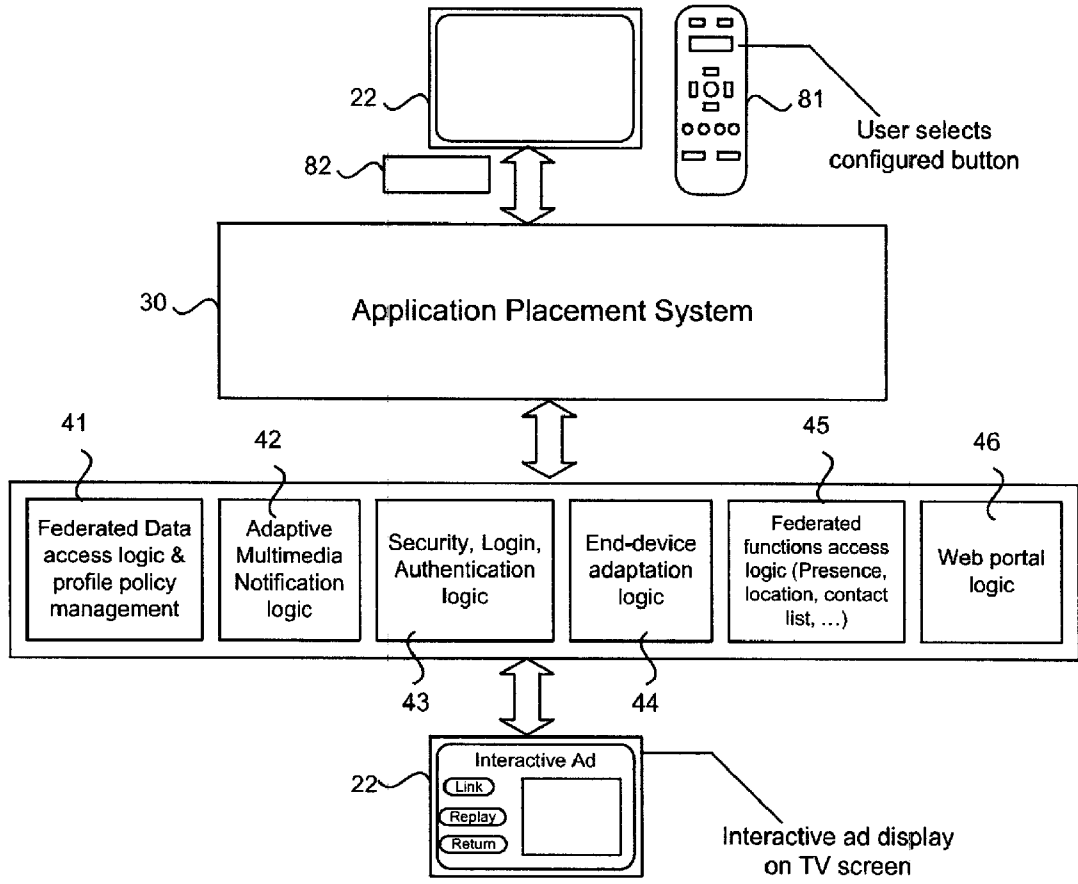 22
81
User selects
configured button
82
30
Application Placement System
41
42
45
46
Federated Data
access logic &
profile policy
management
Adaptive
Multimedia
Notification
logic
Security, Login,
Authentication
logic
End-device
adaptation
logic
Federated
functions access
logic (Presence,
location, contact
list, ...)
Web portal
logic
43
44
22
Interactive Ad
Link
Replay
Return
Interactive ad display
on TV screen